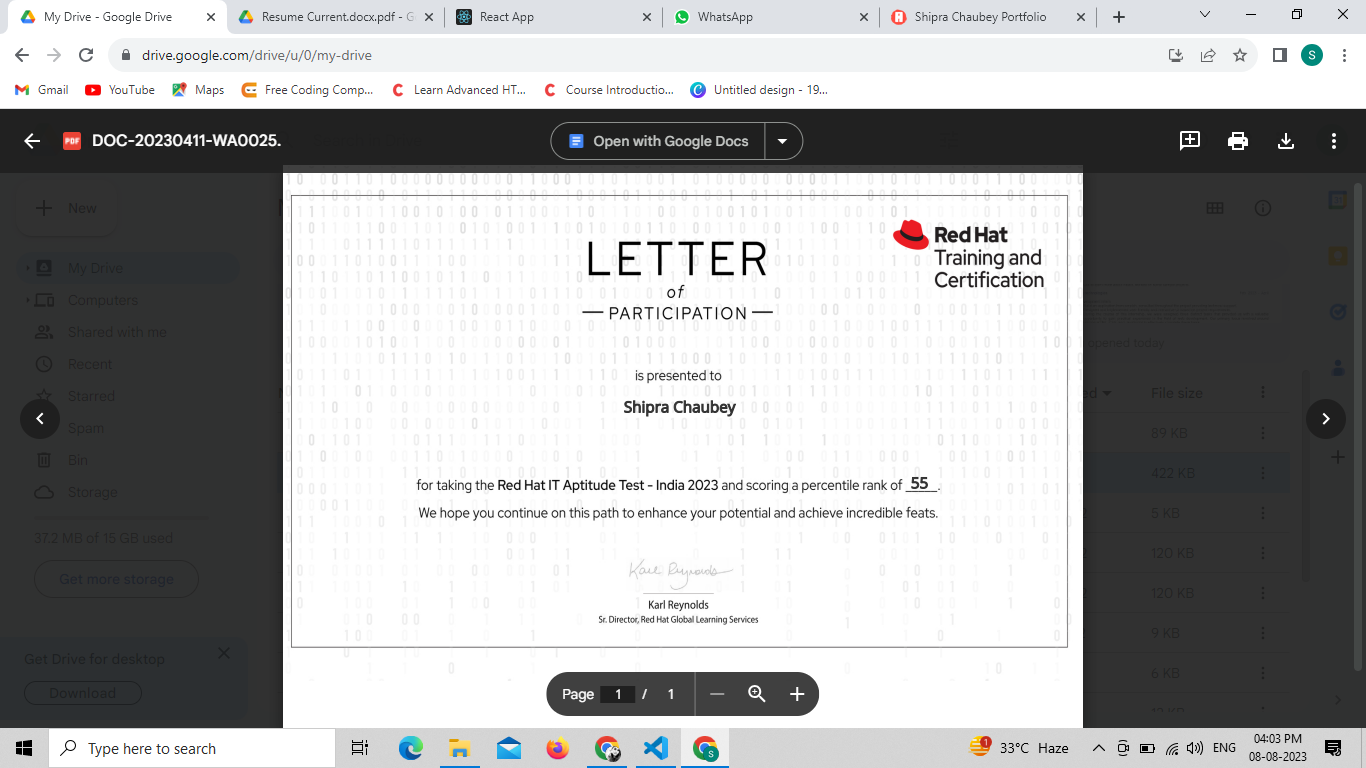 My Drive - Google Drive
Resume Current.docx.pdf - G
React App
WhatsApp
Shipra Chaubey Portfolio
drive.google.com/drive/u/0/my-drive
S
Gmail
YouTube
Maps
Free Coding Comp...
Learn Advanced HT...
Course Introductio...
Untitled design - 19...
PDF
DOC-20230411-WA0025.
Open with Google Docs
New
My Drive
Computers
Shared with me
Recent
Starred
Spam
Bin
Storage
37.2 MB of 15 GB used
Get more storage
Get Drive for desktop
Download
Red Hat
Training and
Certification
LETTER
of
PARTICIPATION
is presented to
Shipra Chaubey
for taking the Red Hat IT Aptitude Test - India 2023 and scoring a percentile rank of 55.
We hope you continue on this path to enhance your potential and achieve incredible feats.
Karl Reynolds
Karl Reynolds
Sr. Director, Red Hat Global Learning Services
opened today
File size
89 KB
422 KB
5 KB
120 KB
120 KB
9 KB
6 KB
Page 1 / 1
Type here to search
1
33°C Haze
ENG
04:03 PM
08-08-2023